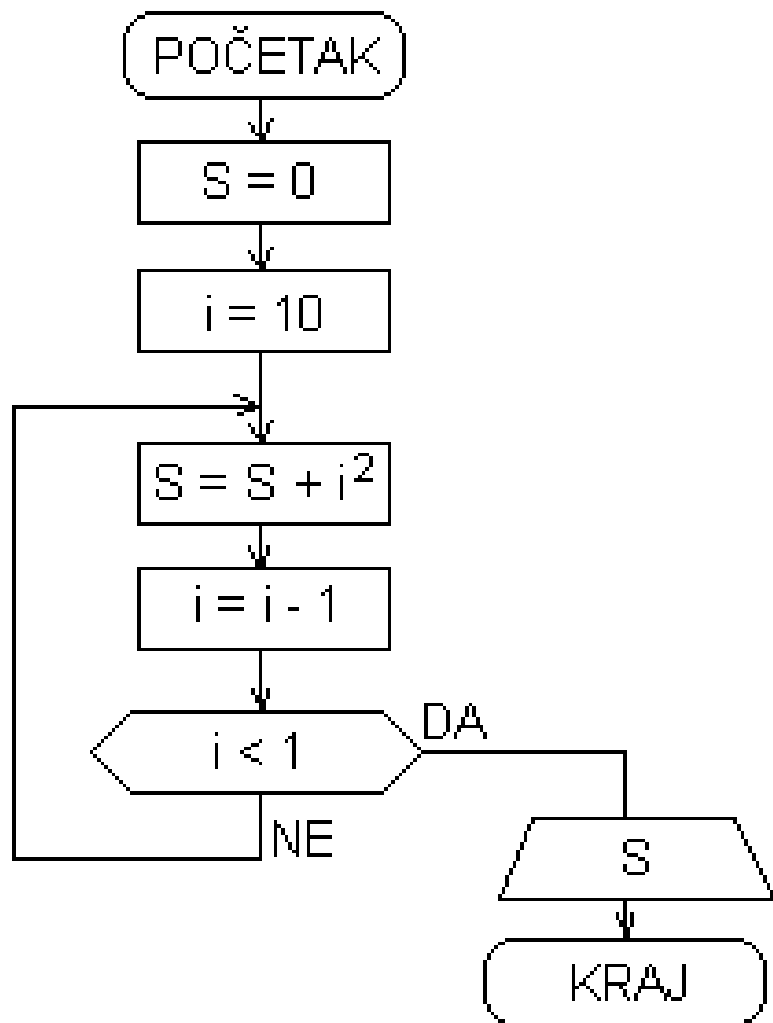 POČETAK
S = 0
i = 10
S = S + i²
i = i - 1
i < 1
DA
NE
S
KRAJ